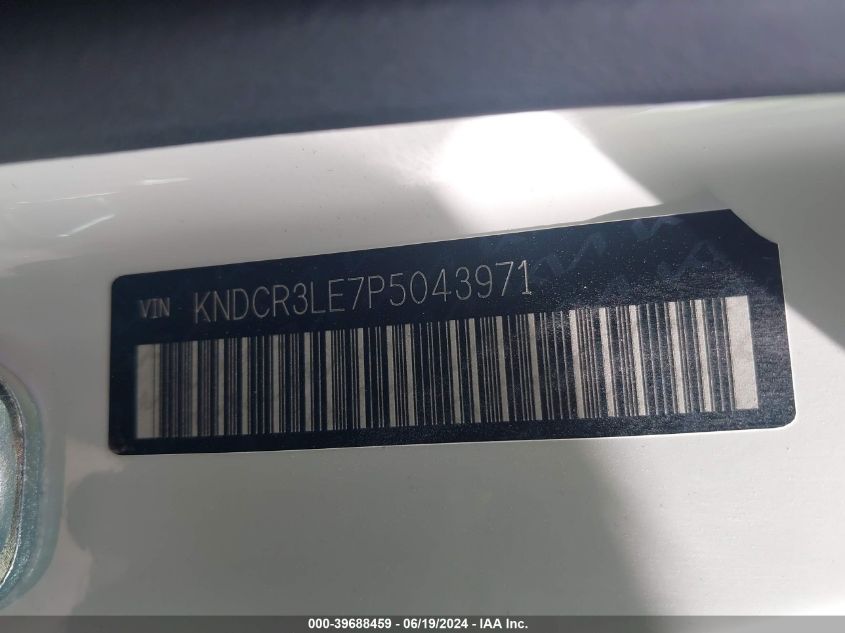 VIN KNDCR3LE7P5043971
000-39688459 - 06/19/2024 - IAA Inc.